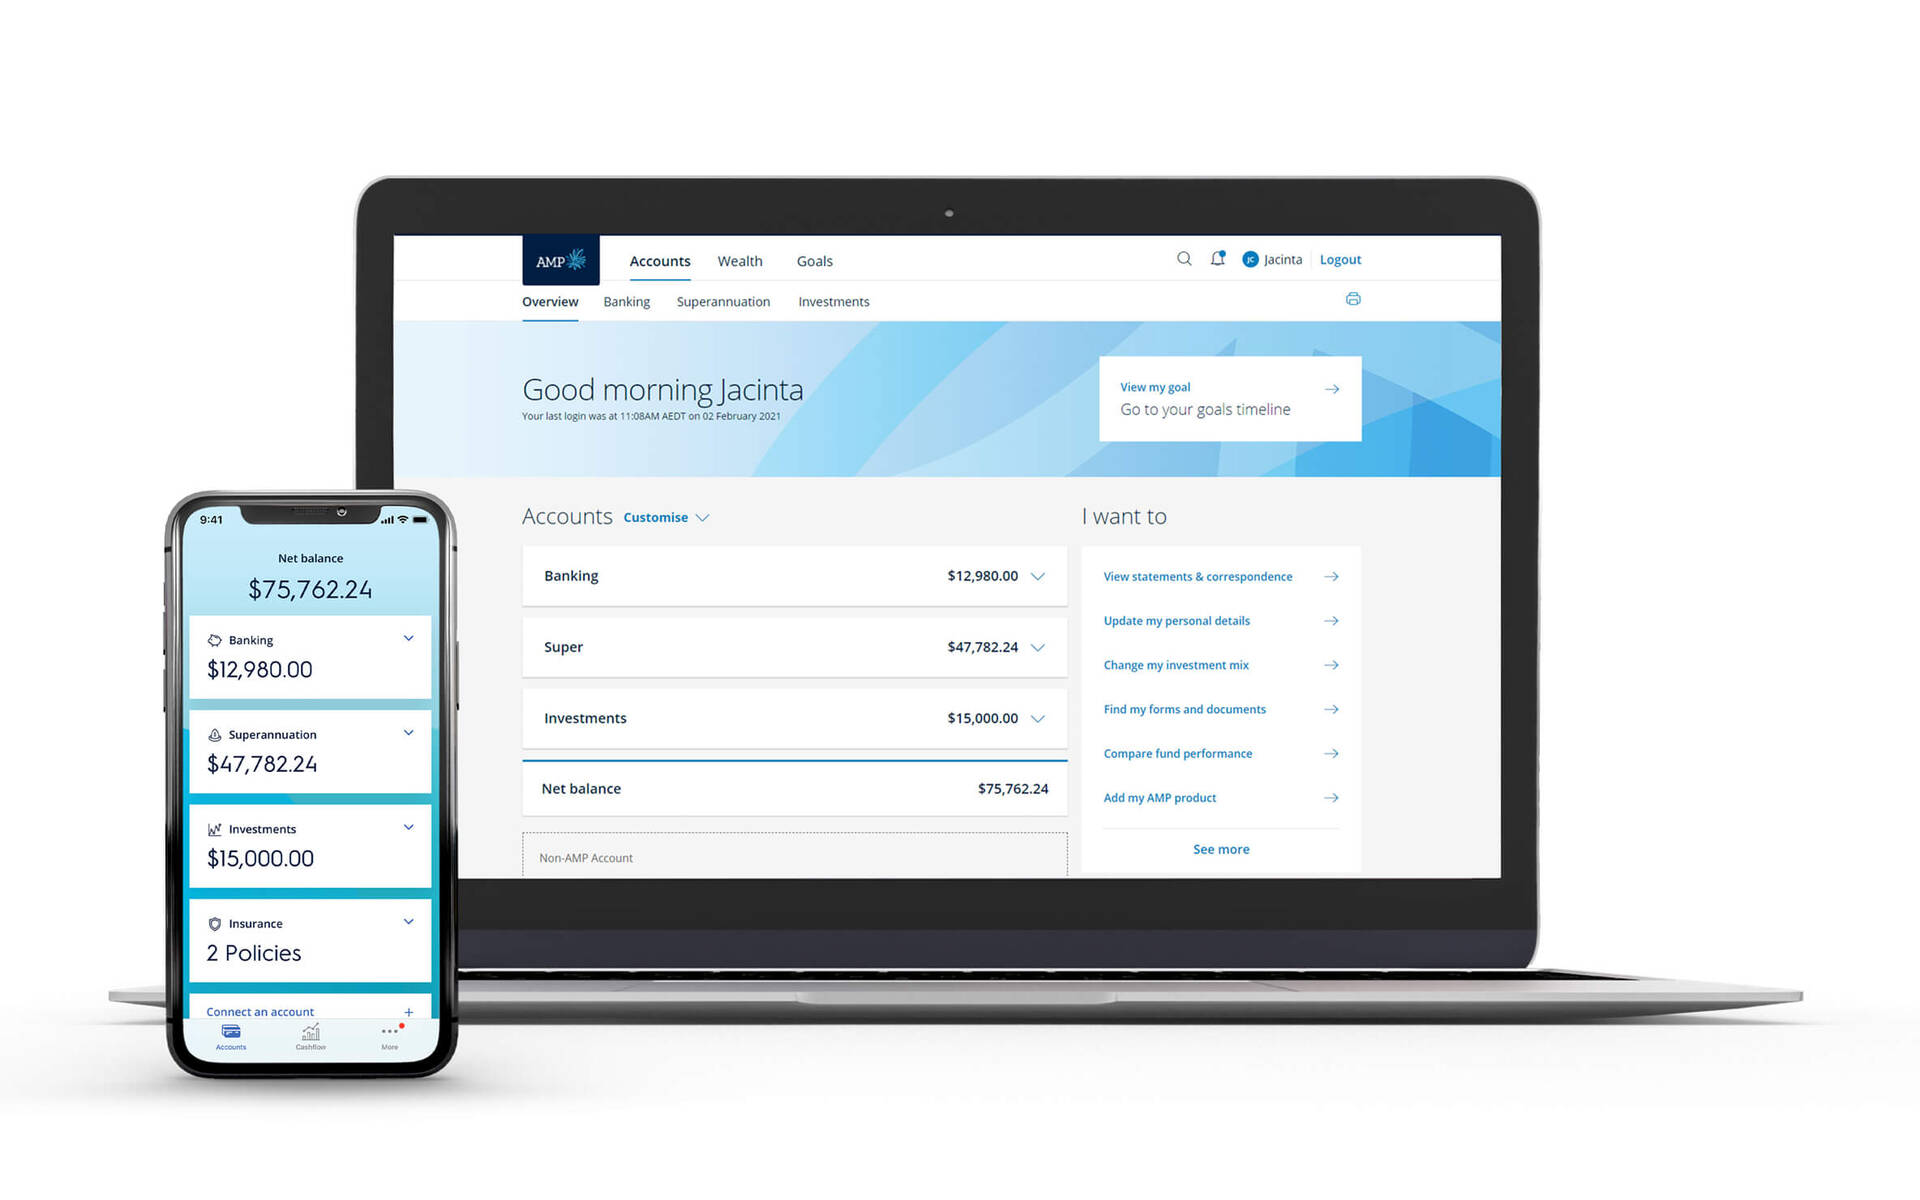 AMP
Accounts Wealth Goals
JC Jacinta Logout
Overview Banking Superannuation Investments
Good morning Jacinta
Your last login was at 11:08AM AEDT on 02 February 2021
View my goal
Go to your goals timeline
Accounts Customise
Banking $12,980.00
Super $47,782.24
Investments $15,000.00
Net balance $75,762.24
Non-AMP Account
I want to
View statements & correspondence
Update my personal details
Change my investment mix
Find my forms and documents
Compare fund performance
Add my AMP product
See more
9:41
Net balance
$75,762.24
Banking
$12,980.00
Superannuation
$47,782.24
Investments
$15,000.00
Insurance
2 Policies
Connect an account +
Accounts Cashflow More